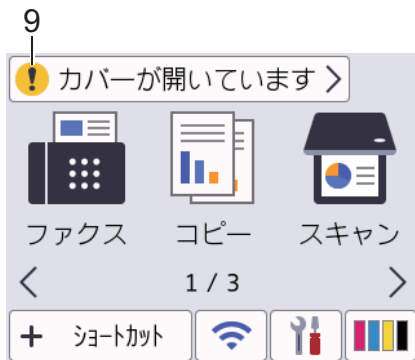 9
カバーが開いています
ファクス コピー スキャン
1 / 3
ショートカット